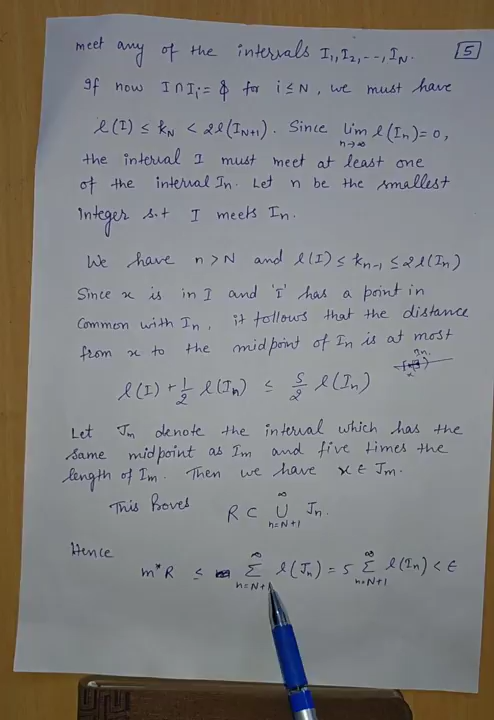 meet any of the intervals I₁, I₂, --, I_N. [5]
If now I∩Iᵢ = ϕ for i ≤ N, we must have
l(I) ≤ k_N < 2l(I_{N+1}). Since lim_{n→∞} l(I_n) = 0,
the interval I must meet at least one
of the interval I_n. Let n be the smallest
integer s.t I meets I_n.
We have n > N and l(I) ≤ k_{n-1} ≤ 2l(I_n)
Since x is in I and 'I' has a point in
common with I_n, it follows that the distance
from x to the midpoint of I_n is at most
l(I) + 1/2 l(I_n) ≤ 5/2 l(I_n)
Let J_m denote the interval which has the
same midpoint as I_m and five times the
length of I_m. Then we have x ∈ J_m.
This Proves R ⊂ ∪_{n=N+1}^∞ J_n.
Hence
m*R ≤ Σ_{n=N+1}^∞ l(J_n) = 5 Σ_{n=N+1}^∞ l(I_n) < ϵ